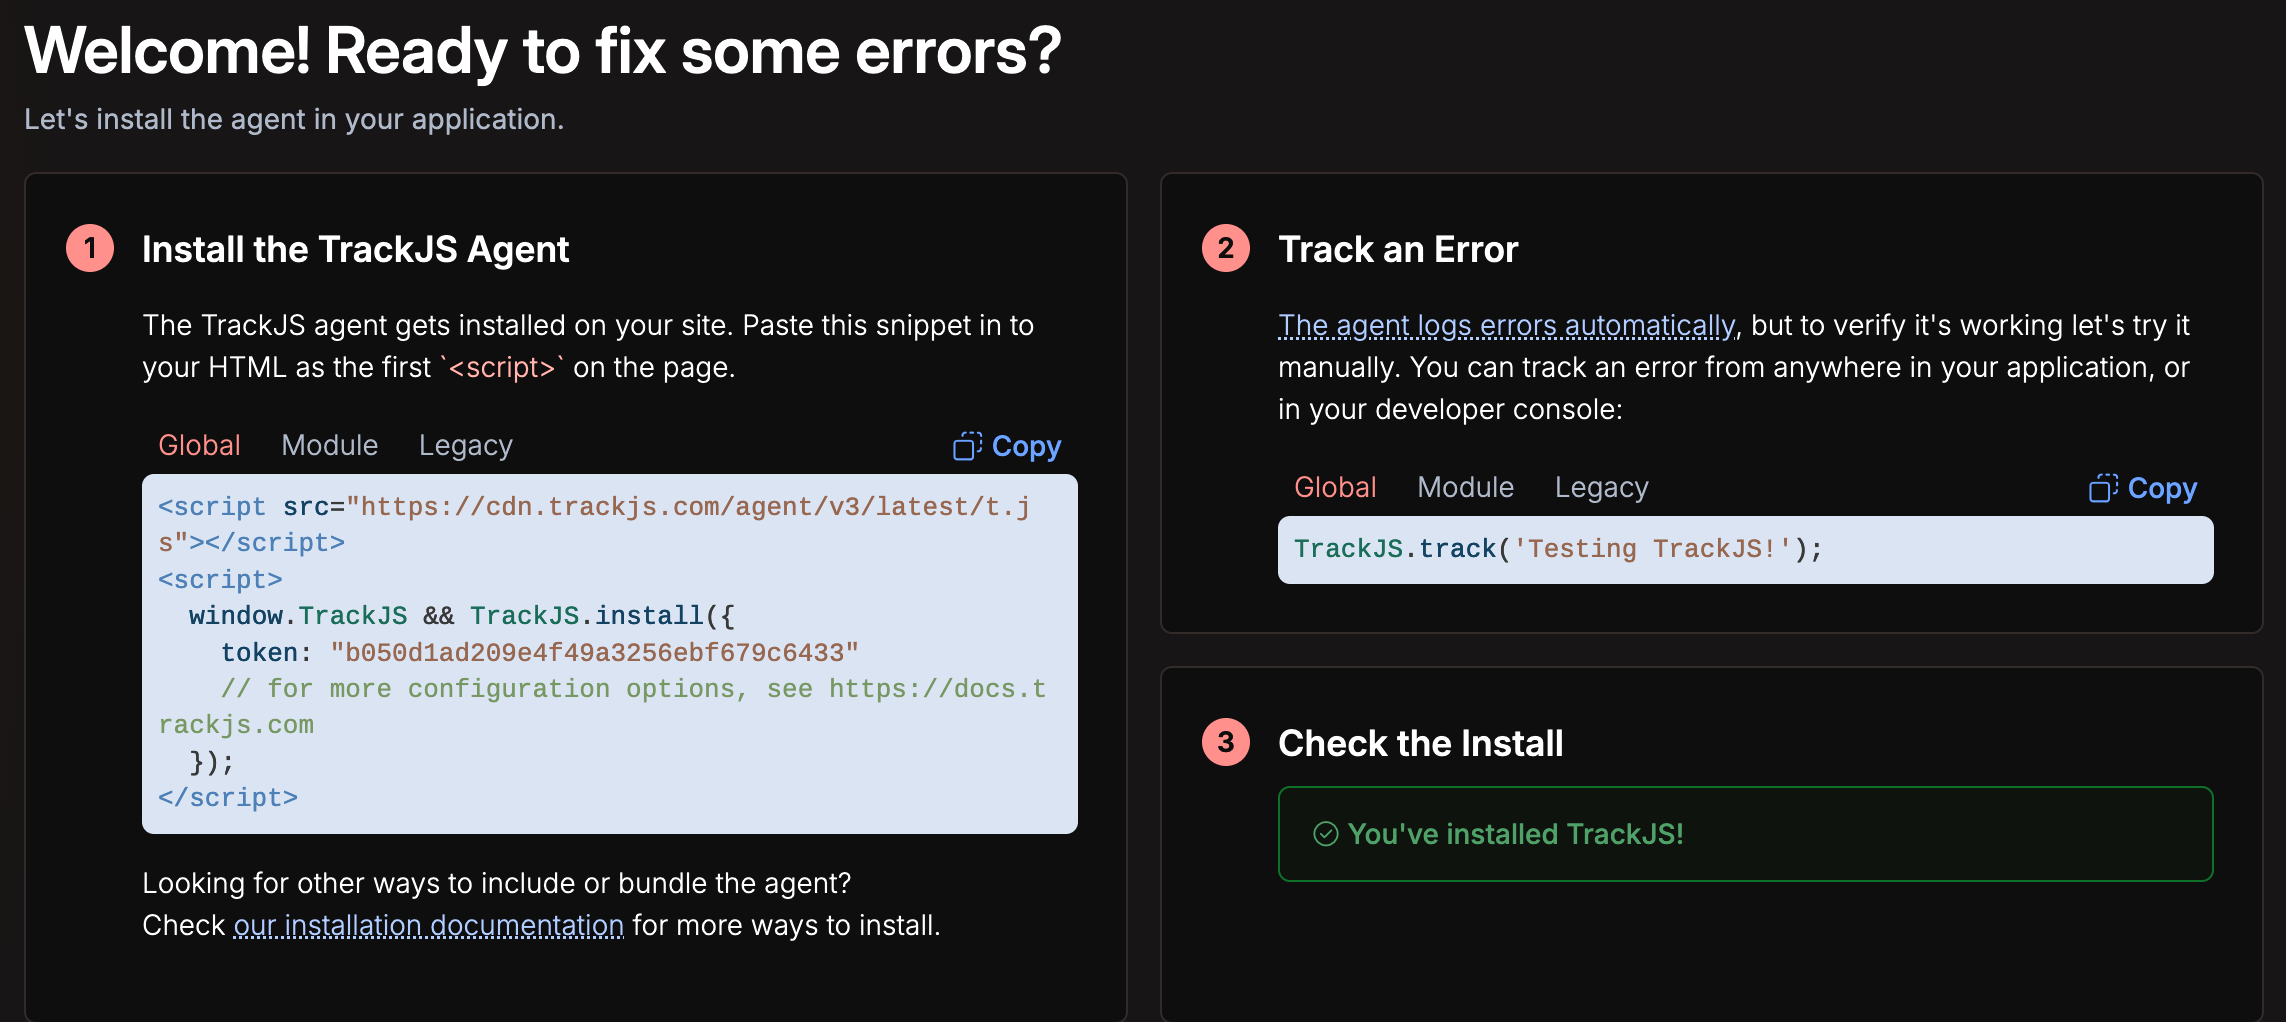 Welcome! Ready to fix some errors?
Let's install the agent in your application.
1 Install the TrackJS Agent
The TrackJS agent gets installed on your site. Paste this snippet in to
your HTML as the first `<script>` on the page.
Global Module Legacy Copy
<script src="https://cdn.trackjs.com/agent/v3/latest/t.j
s"></script>
<script>
  window.TrackJS && TrackJS.install({
    token: "b050d1ad209e4f49a3256ebf679c6433"
    // for more configuration options, see https://docs.t
rackjs.com
  });
</script>
Looking for other ways to include or bundle the agent?
Check our installation documentation for more ways to install.
2 Track an Error
The agent logs errors automatically, but to verify it's working let's try it
manually. You can track an error from anywhere in your application, or
in your developer console:
Global Module Legacy Copy
TrackJS.track('Testing TrackJS!');
3 Check the Install
You've installed TrackJS!